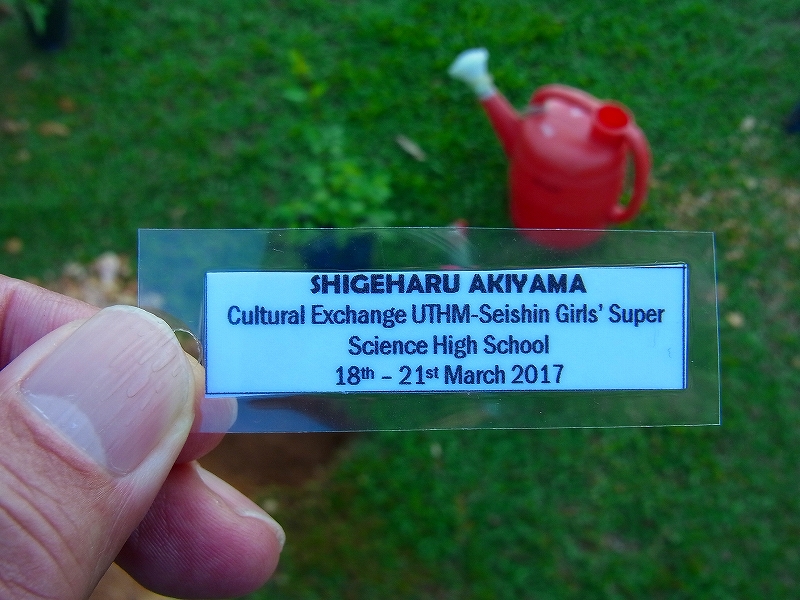 SHIGEHARU AKIYAMA
Cultural Exchange UTHM-Seishin Girls' Super
Science High School
18th – 21st March 2017